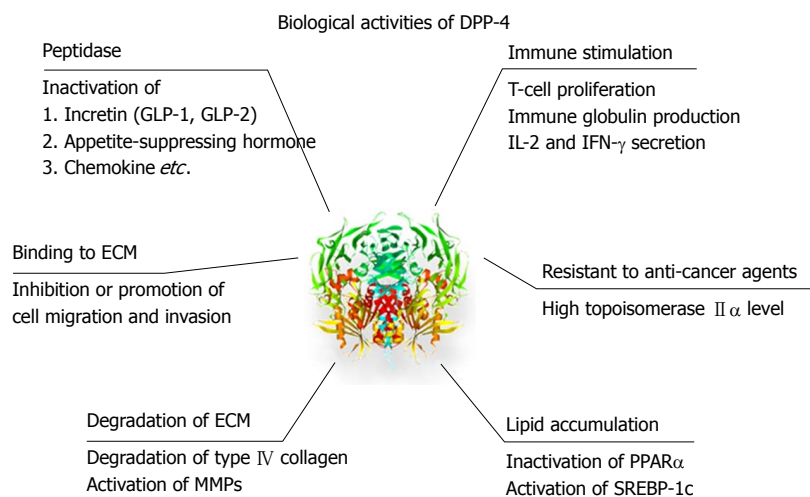 Biological activities of DPP-4
Peptidase
Inactivation of
1. Incretin (GLP-1, GLP-2)
2. Appetite-suppressing hormone
3. Chemokine etc.
Immune stimulation
T-cell proliferation
Immune globulin production
IL-2 and IFN-γ secretion
Binding to ECM
Inhibition or promotion of
cell migration and invasion
Resistant to anti-cancer agents
High topoisomerase Ⅱα level
Degradation of ECM
Degradation of type Ⅳ collagen
Activation of MMPs
Lipid accumulation
Inactivation of PPARα
Activation of SREBP-1c